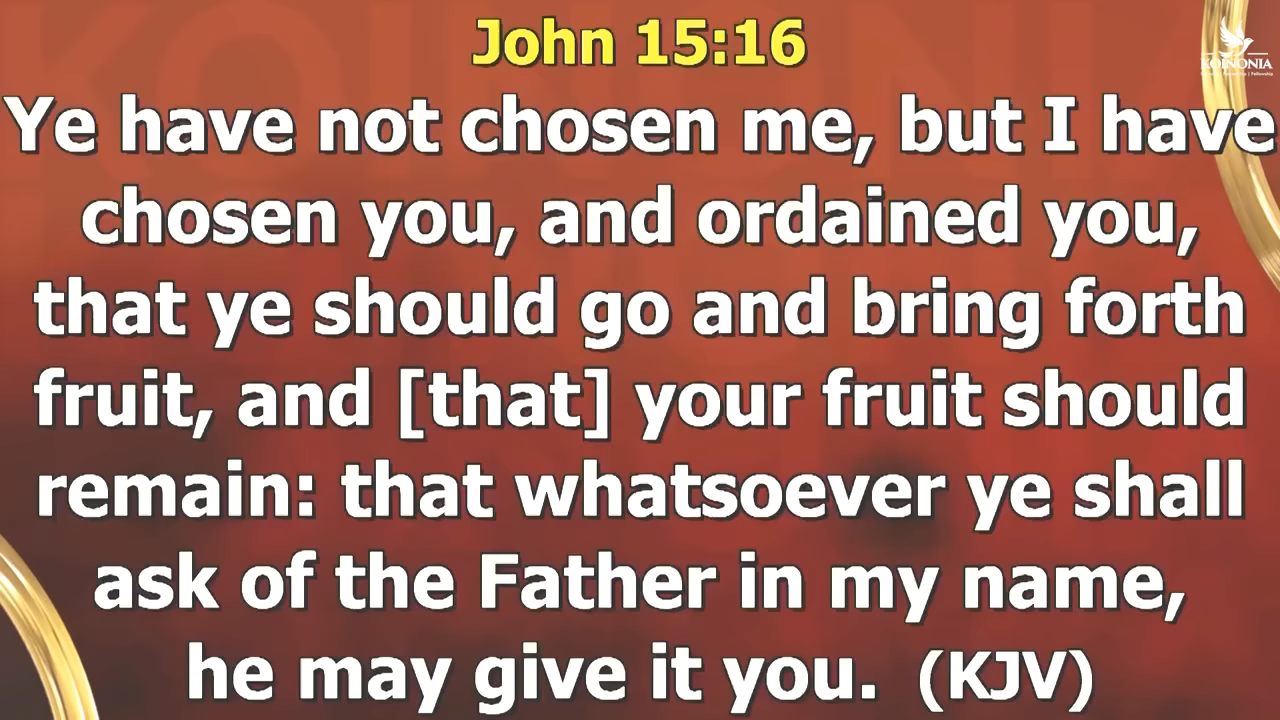 John 15:16
KOINONIA
Ye have not chosen me, but I have
chosen you, and ordained you,
that ye should go and bring forth
fruit, and [that] your fruit should
remain: that whatsoever ye shall
ask of the Father in my name,
he may give it you. (KJV)